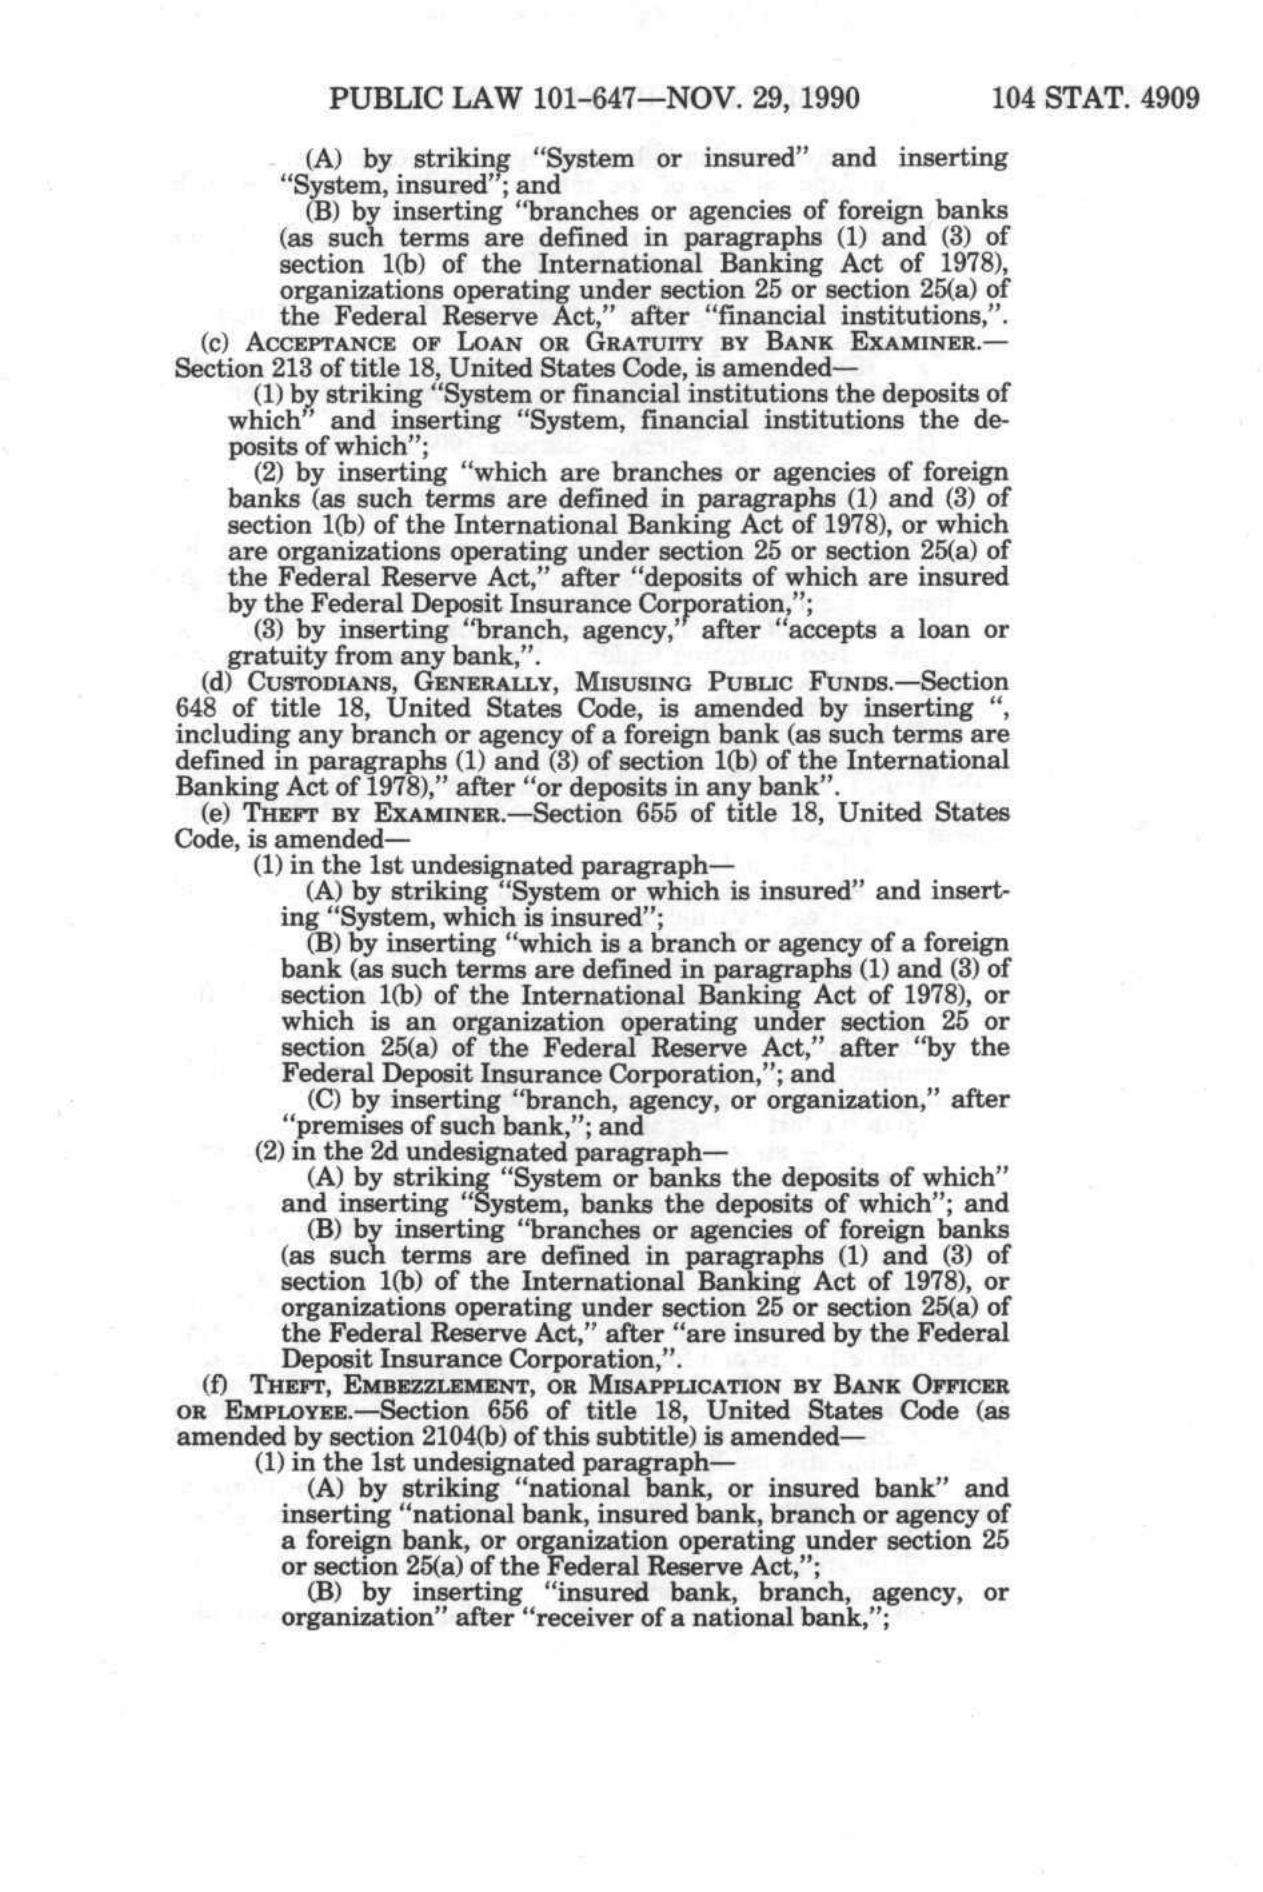 PUBLIC LAW 101–647—NOV. 29, 1990 104 STAT. 4909
(A) by striking “System or insured” and inserting
“System, insured”; and
(B) by inserting “branches or agencies of foreign banks
(as such terms are defined in paragraphs (1) and (3) of
section 1(b) of the International Banking Act of 1978),
organizations operating under section 25 or section 25(a) of
the Federal Reserve Act,” after “financial institutions,”.
(c) ACCEPTANCE OF LOAN OR GRATUITY BY BANK EXAMINER.—
Section 213 of title 18, United States Code, is amended—
(1) by striking “System or financial institutions the deposits of
which” and inserting “System, financial institutions the de-
posits of which”;
(2) by inserting “which are branches or agencies of foreign
banks (as such terms are defined in paragraphs (1) and (3) of
section 1(b) of the International Banking Act of 1978), or which
are organizations operating under section 25 or section 25(a) of
the Federal Reserve Act,” after “deposits of which are insured
by the Federal Deposit Insurance Corporation,”;
(3) by inserting “branch, agency,” after “accepts a loan or
gratuity from any bank,”.
(d) CUSTODIANS, GENERALLY, MISUSING PUBLIC FUNDS.—Section
648 of title 18, United States Code, is amended by inserting “,
including any branch or agency of a foreign bank (as such terms are
defined in paragraphs (1) and (3) of section 1(b) of the International
Banking Act of 1978),” after “or deposits in any bank”.
(e) THEFT BY EXAMINER.—Section 655 of title 18, United States
Code, is amended—
(1) in the 1st undesignated paragraph—
(A) by striking “System or which is insured” and insert-
ing “System, which is insured”;
(B) by inserting “which is a branch or agency of a foreign
bank (as such terms are defined in paragraphs (1) and (3) of
section 1(b) of the International Banking Act of 1978), or
which is an organization operating under section 25 or
section 25(a) of the Federal Reserve Act,” after “by the
Federal Deposit Insurance Corporation,”; and
(C) by inserting “branch, agency, or organization,” after
“premises of such bank,”; and
(2) in the 2d undesignated paragraph—
(A) by striking “System or banks the deposits of which”
and inserting “System, banks the deposits of which”; and
(B) by inserting “branches or agencies of foreign banks
(as such terms are defined in paragraphs (1) and (3) of
section 1(b) of the International Banking Act of 1978), or
organizations operating under section 25 or section 25(a) of
the Federal Reserve Act,” after “are insured by the Federal
Deposit Insurance Corporation,”.
(f) THEFT, EMBEZZLEMENT, OR MISAPPLICATION BY BANK OFFICER
OR EMPLOYEE.—Section 656 of title 18, United States Code (as
amended by section 2104(b) of this subtitle) is amended—
(1) in the 1st undesignated paragraph—
(A) by striking “national bank, or insured bank” and
inserting “national bank, insured bank, branch or agency of
a foreign bank, or organization operating under section 25
or section 25(a) of the Federal Reserve Act,”;
(B) by inserting “insured bank, branch, agency, or
organization” after “receiver of a national bank,”;